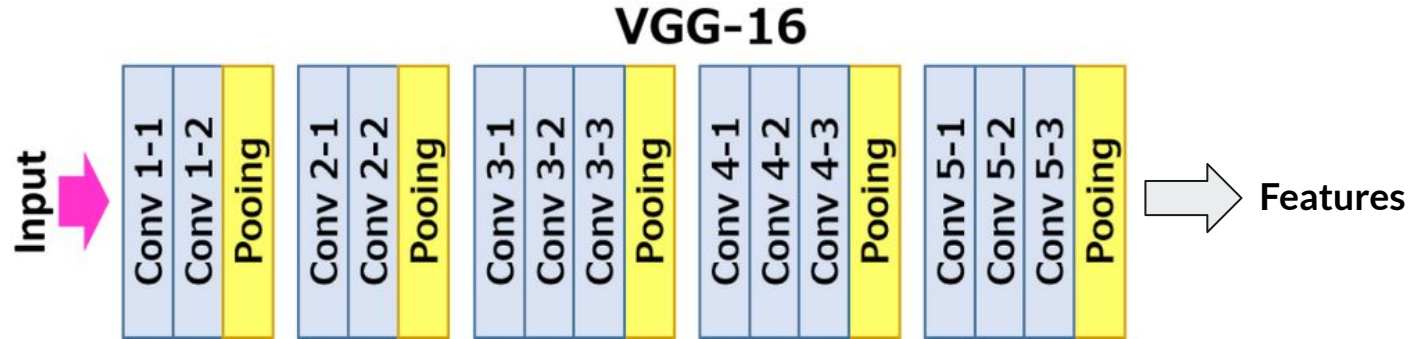 VGG-16
Input
Conv 1-1
Conv 1-2
Pooing
Conv 2-1
Conv 2-2
Pooing
Conv 3-1
Conv 3-2
Conv 3-3
Pooing
Conv 4-1
Conv 4-2
Conv 4-3
Pooing
Conv 5-1
Conv 5-2
Conv 5-3
Pooing
Features